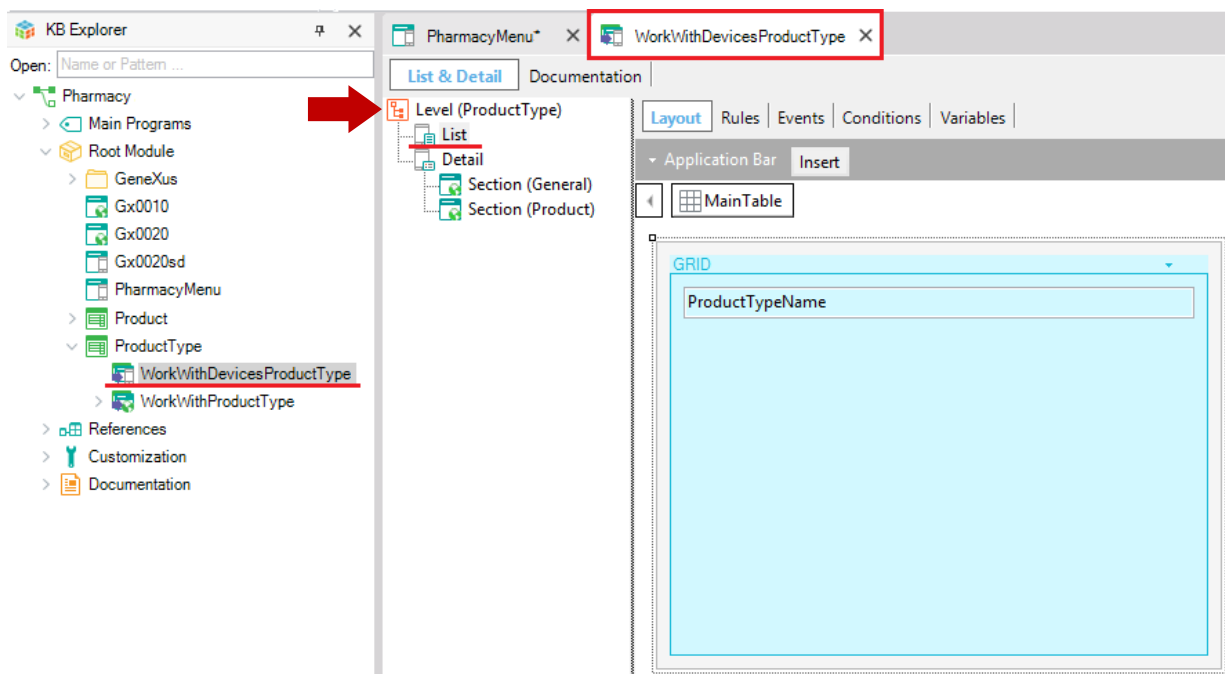 KB Explorer
Open: Name or Pattern ...
Pharmacy
Main Programs
Root Module
GeneXus
Gx0010
Gx0020
Gx0020sd
PharmacyMenu
Product
ProductType
WorkWithDevicesProductType
WorkWithProductType
References
Customization
Documentation
PharmacyMenu*
WorkWithDevicesProductType
List & Detail Documentation
Level (ProductType)
List
Detail
Section (General)
Section (Product)
Layout Rules Events Conditions Variables
Application Bar Insert
MainTable
GRID
ProductTypeName